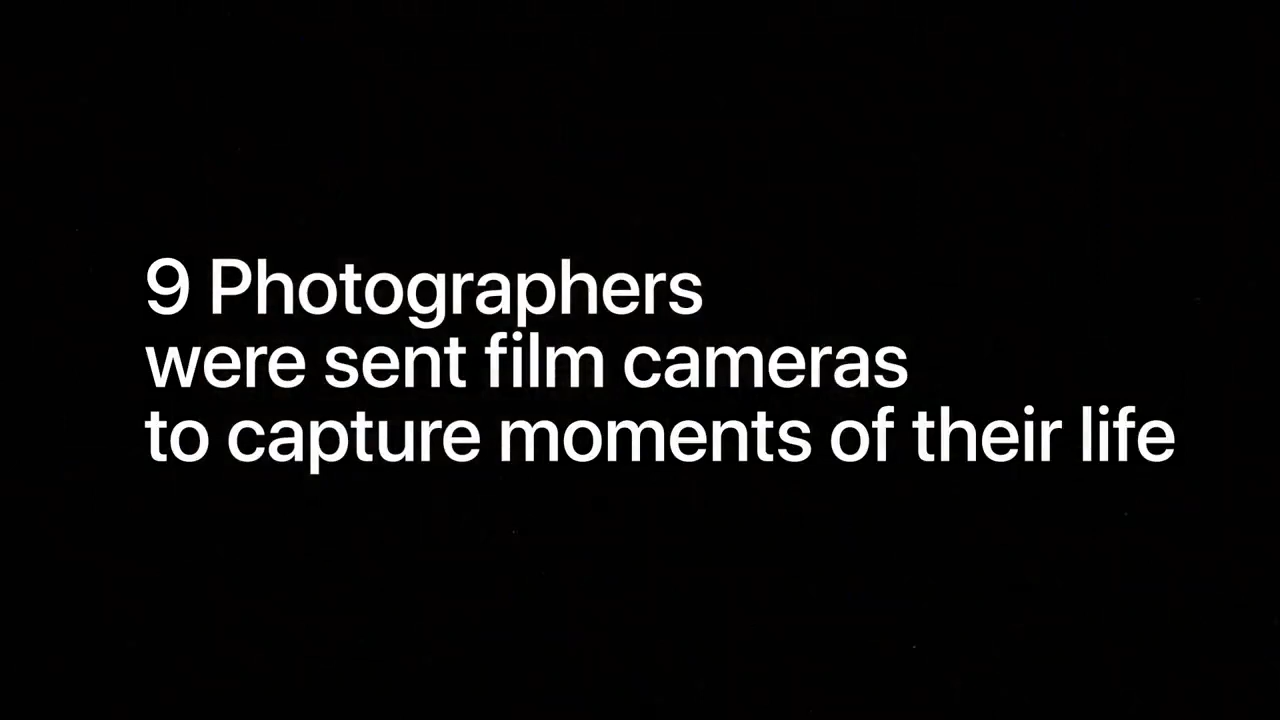 9 Photographers
were sent film cameras
to capture moments of their life